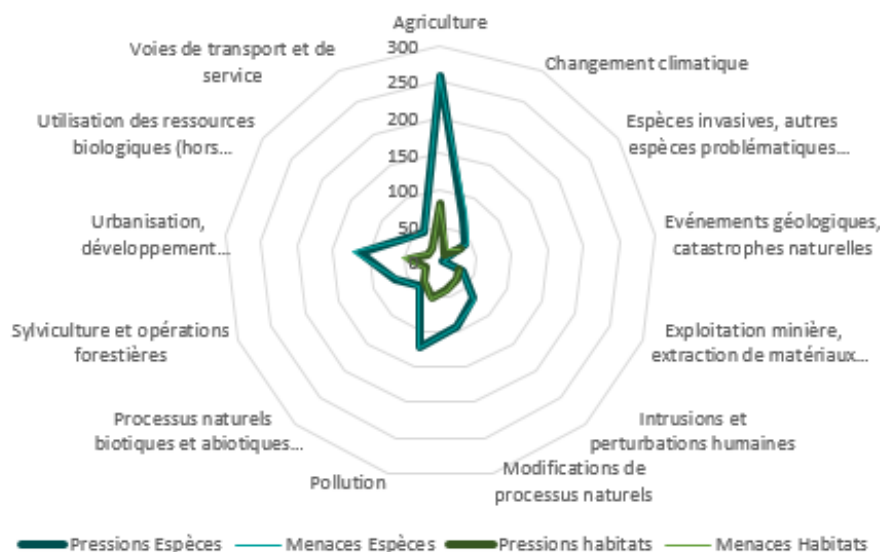 Agriculture
300
250
200
150
100
50
Changement climatique
Espèces invasives, autres
espèces problématiques...
Evénements géologiques,
catastrophes naturelles
Exploitation minière,
extraction de matériaux...
Intrusions et
perturbations humaines
Modifications de
processus naturels
Pollution
Processus naturels
biotiques et abiotiques...
Sylviculture et opérations
forestières
Urbanisation,
développement...
Utilisation des ressources
biologiques (hors...
Voies de transport et de
service
Pressions Espèces
Menaces Espèces
Pressions habitats
Menaces Habitats